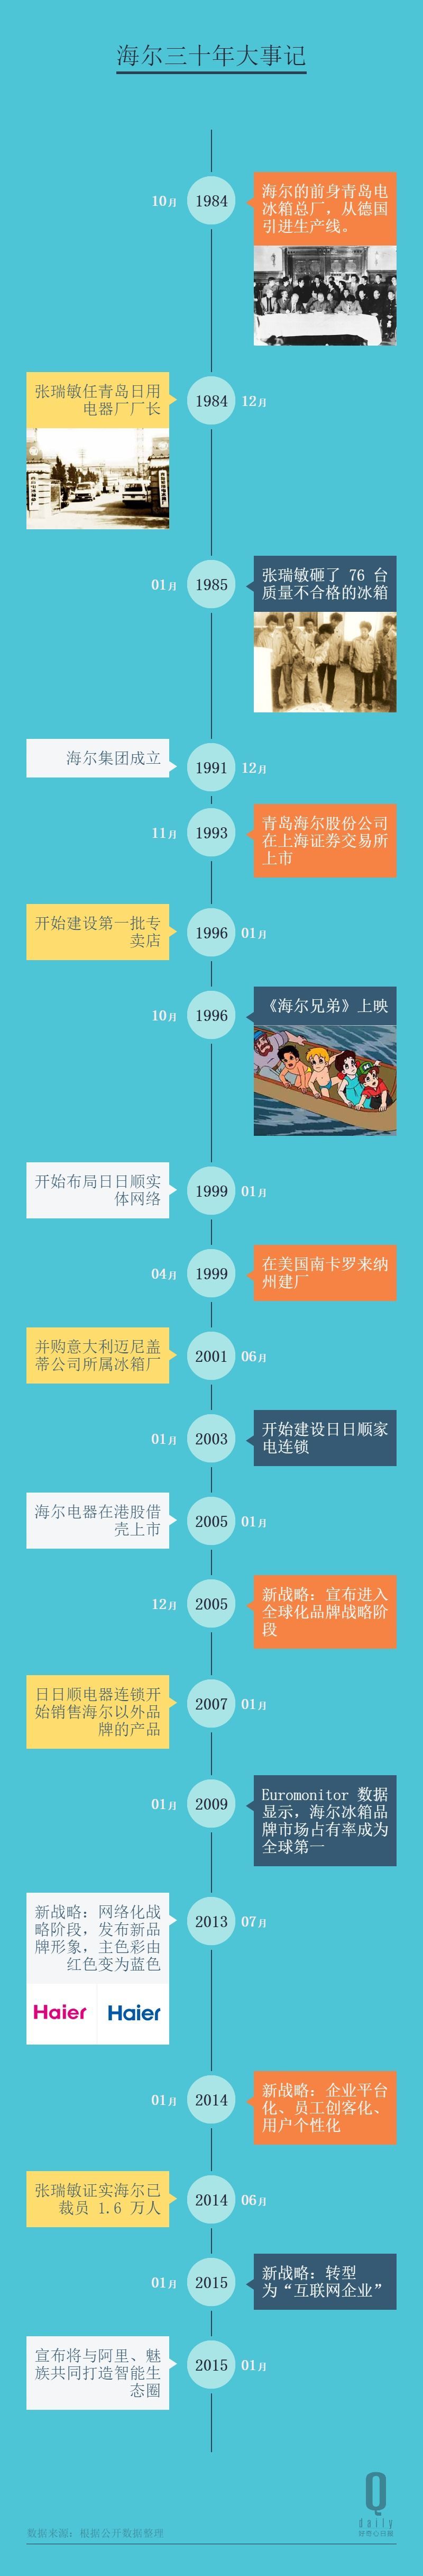 海尔三十年大事记
10月
1984
海尔的前身青岛电
冰箱总厂，从德国
引进生产线。
张瑞敏任青岛日用
电器厂厂长
1984
12月
01月
1985
张瑞敏砸了 76 台
质量不合格的冰箱
海尔集团成立
1991
12月
11月
1993
青岛海尔股份公司
在上海证券交易所
上市
开始建设第一批专
卖店
1996
01月
10月
1996
《海尔兄弟》上映
开始布局日日顺实
体网络
1999
01月
04月
1999
在美国南卡罗来纳
州建厂
并购意大利迈尼盖
蒂公司所属冰箱厂
2001
06月
01月
2003
开始建设日日顺家
电连锁
海尔电器在港股借
壳上市
2005
01月
12月
2005
新战略：宣布进入
全球化品牌战略阶
段
日日顺电器连锁开
始销售海尔以外品
牌的产品
2007
01月
01月
2009
Euromonitor 数据
显示，海尔冰箱品
牌市场占有率成为
全球第一
新战略：网络化战
略阶段，发布新品
牌形象，主色彩由
红色变为蓝色
Haier
Haier
2013
07月
01月
2014
新战略：企业平台
化、员工创客化、
用户个性化
张瑞敏证实海尔已
裁员 1.6 万人
2014
06月
01月
2015
新战略：转型
为“互联网企业”
宣布将与阿里、魅
族共同打造智能生
态圈
2015
01月
Q
daily
好奇心日报
数据来源：根据公开数据整理